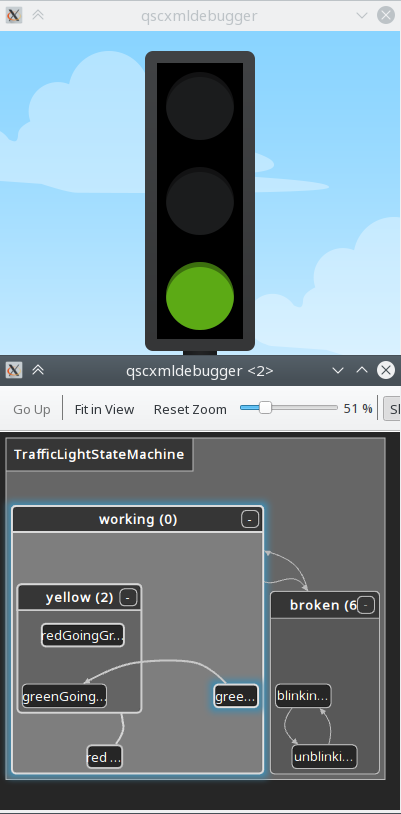 qscxmldebugger
qscxmldebugger <2>
Go Up Fit in View Reset Zoom 51 %
TrafficLightStateMachine
working (0)
-
yellow (2) -
broken (6 -
redGoingGr...
greenGoing...
gree...
blinkin...
red ...
unblinki...